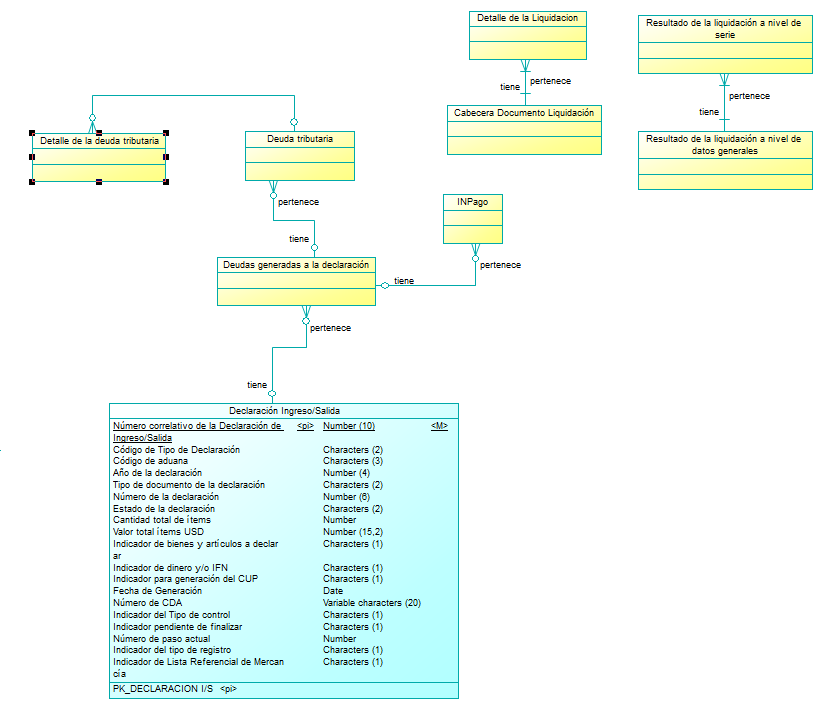 Detalle de la Liquidacion
tiene
pertenece
Cabecera Documento Liquidación
Resultado de la liquidación a nivel de
serie
pertenece
tiene
Resultado de la liquidación a nivel de
datos generales
Detalle de la deuda tributaria
Deuda tributaria
pertenece
tiene
INPago
pertenece
tiene
Deudas generadas a la declaración
pertenece
tiene
Declaración Ingreso/Salida
Número correlativo de la Declaración de <pi> Number (10) <M>
Ingreso/Salida
Código de Tipo de Declaración Characters (2)
Código de aduana Characters (3)
Año de la declaración Number (4)
Tipo de documento de la declaración Characters (2)
Número de la declaración Number (6)
Estado de la declaración Characters (2)
Cantidad total de ítems Number
Valor total ítems USD Number (15,2)
Indicador de bienes y artículos a declar Characters (1)
ar
Indicador de dinero y/o IFN Characters (1)
Indicador para generación del CUP Characters (1)
Fecha de Generación Date
Número de CDA Variable characters (20)
Indicador del Tipo de control Characters (1)
Indicador pendiente de finalizar Characters (1)
Número de paso actual Number
Indicador del tipo de registro Characters (1)
Indicador de Lista Referencial de Mercan Characters (1)
cía
PK_DECLARACION I/S <pi>